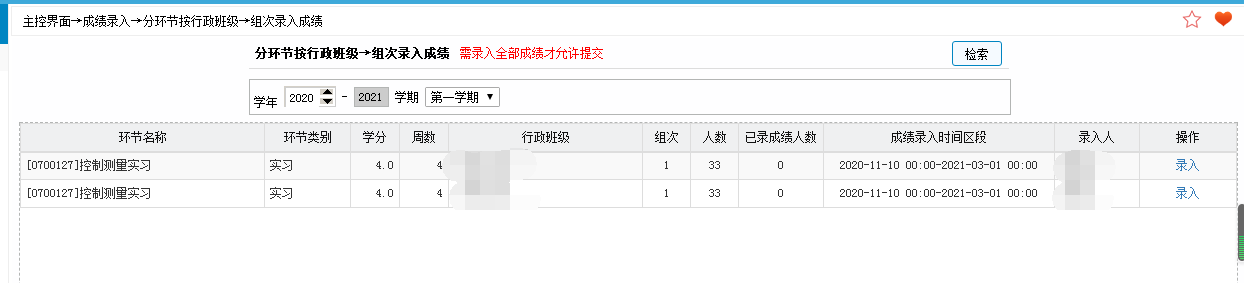 主控界面→成绩录入→分环节按行政班级→组次录入成绩
分环节按行政班级→组次录入成绩 需录入全部成绩才允许提交 检索
学年 2020 - 2021 学期 第一学期
环节名称 环节类别 学分 周数 行政班级 组次 人数 已录成绩人数 成绩录入时间区段 录入人 操作
[0700127]控制测量实习 实习 4.0 4 1 33 0 2020-11-10 00:00-2021-03-01 00:00 录入
[0700127]控制测量实习 实习 4.0 4 1 33 0 2020-11-10 00:00-2021-03-01 00:00 录入